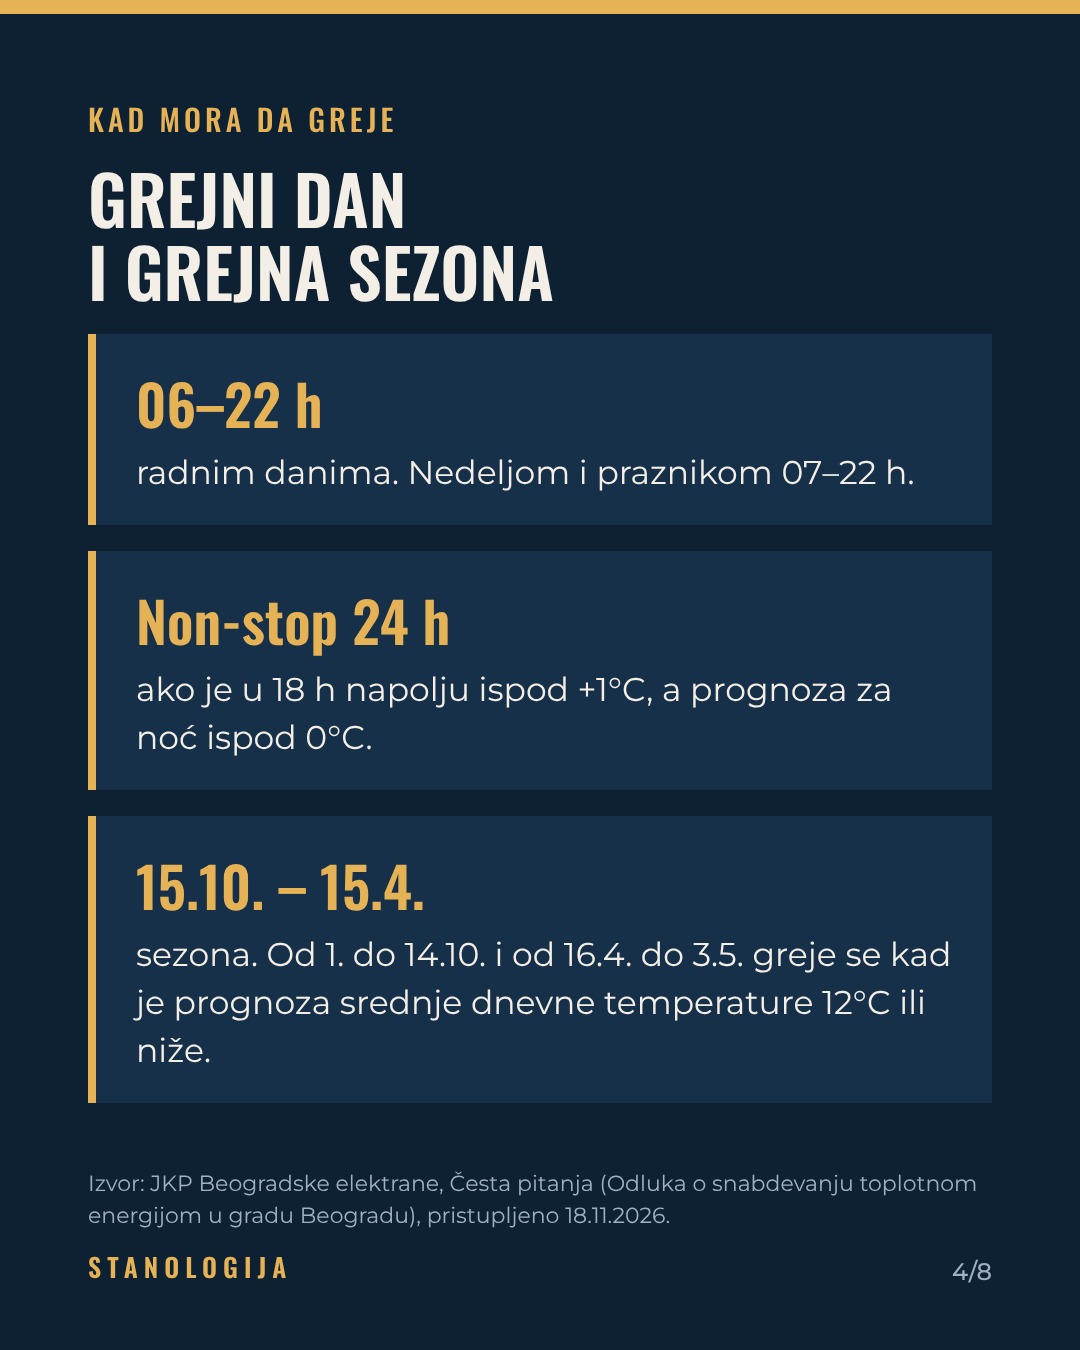 KAD MORA DA GREJE
GREJNI DAN
I GREJNA SEZONA
06–22 h
radnim danima. Nedeljom i praznikom 07–22 h.
Non-stop 24 h
ako je u 18 h napolju ispod +1°C, a prognoza za
noć ispod 0°C.
15.10. – 15.4.
sezona. Od 1. do 14.10. i od 16.4. do 3.5. greje se kad
je prognoza srednje dnevne temperature 12°C ili
niže.
Izvor: JKP Beogradske elektrane, Česta pitanja (Odluka o snabdevanju toplotnom
energijom u gradu Beogradu), pristupljeno 18.11.2026.
STANOLOGIJA
4/8